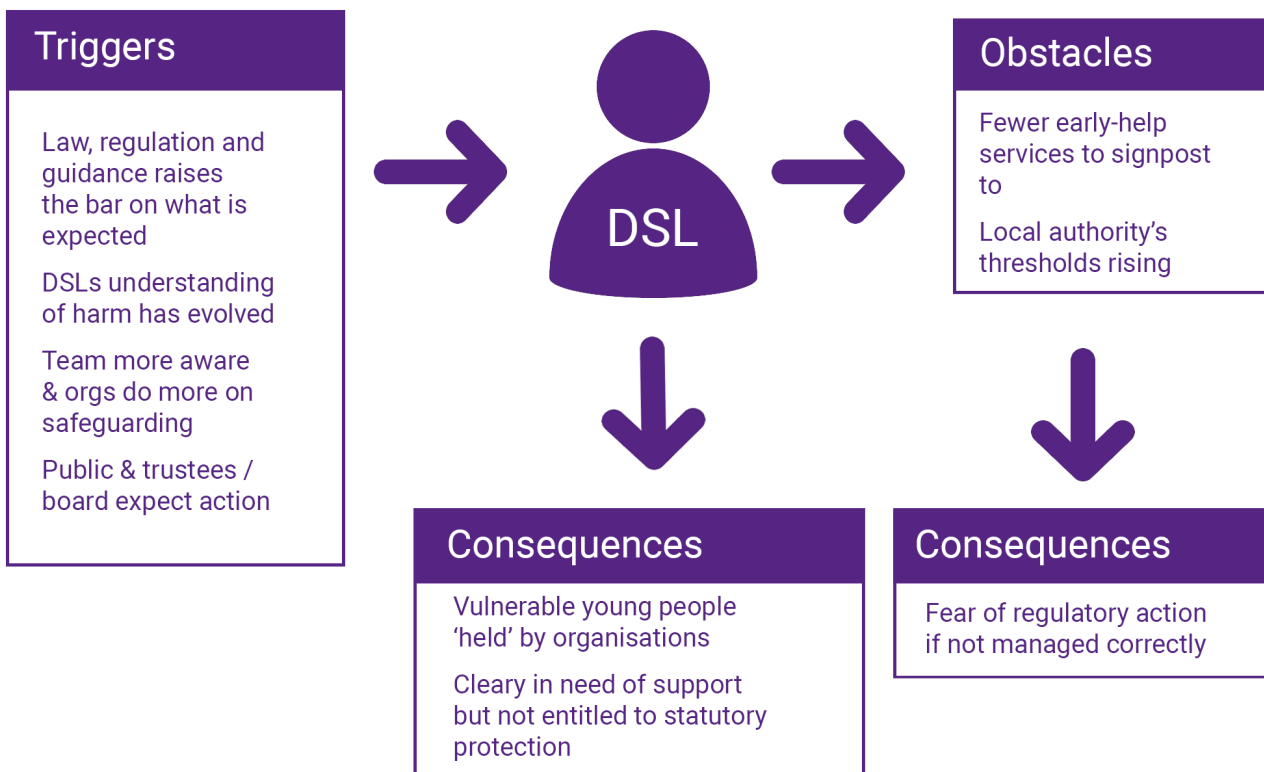 Triggers
Law, regulation and
guidance raises
the bar on what is
expected
DSLs understanding
of harm has evolved
Team more aware
& orgs do more on
safeguarding
Public & trustees /
board expect action
DSL
Obstacles
Fewer early-help
services to signpost
to
Local authority’s
thresholds rising
Consequences
Vulnerable young people
‘held’ by organisations
Cleary in need of support
but not entitled to statutory
protection
Consequences
Fear of regulatory action
if not managed correctly